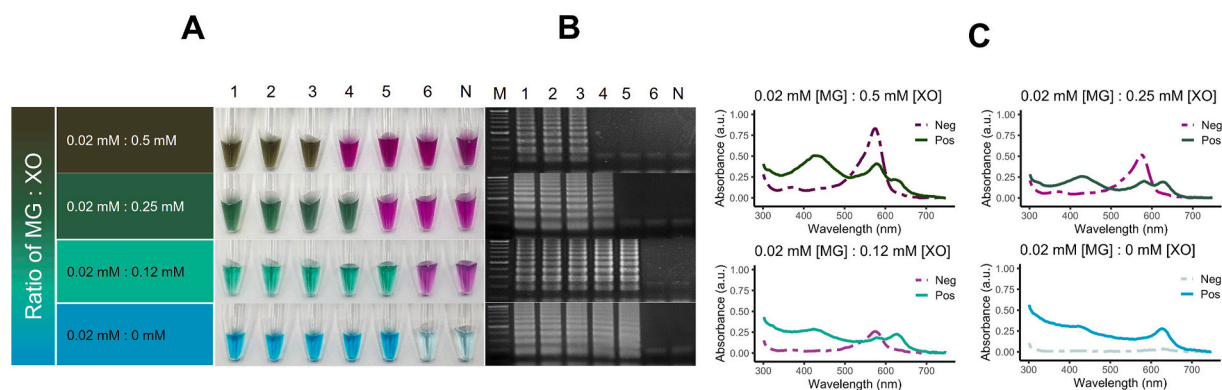 A
B
C
1 2 3 4 5 6 N
M 1 2 3 4 5 6 N
Ratio of MG : XO
0.02 mM : 0.5 mM
0.02 mM : 0.25 mM
0.02 mM : 0.12 mM
0.02 mM : 0 mM
0.02 mM [MG] : 0.5 mM [XO]
Absorbance (a.u.)
1.00
0.75
0.50
0.25
0.00
Neg
Pos
300 400 500 600 700
Wavelength (nm)
0.02 mM [MG] : 0.25 mM [XO]
Absorbance (a.u.)
1.00
0.75
0.50
0.25
0.00
Neg
Pos
300 400 500 600 700
Wavelength (nm)
0.02 mM [MG] : 0.12 mM [XO]
Absorbance (a.u.)
1.00
0.75
0.50
0.25
0.00
Neg
Pos
300 400 500 600 700
Wavelength (nm)
0.02 mM [MG] : 0 mM [XO]
Absorbance (a.u.)
1.00
0.75
0.50
0.25
0.00
Neg
Pos
300 400 500 600 700
Wavelength (nm)